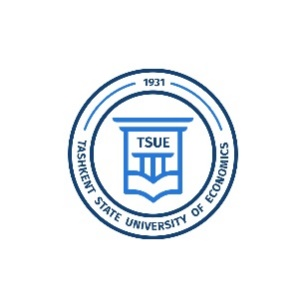 1931
TSUE
TASHKENT STATE UNIVERSITY OF ECONOMICS